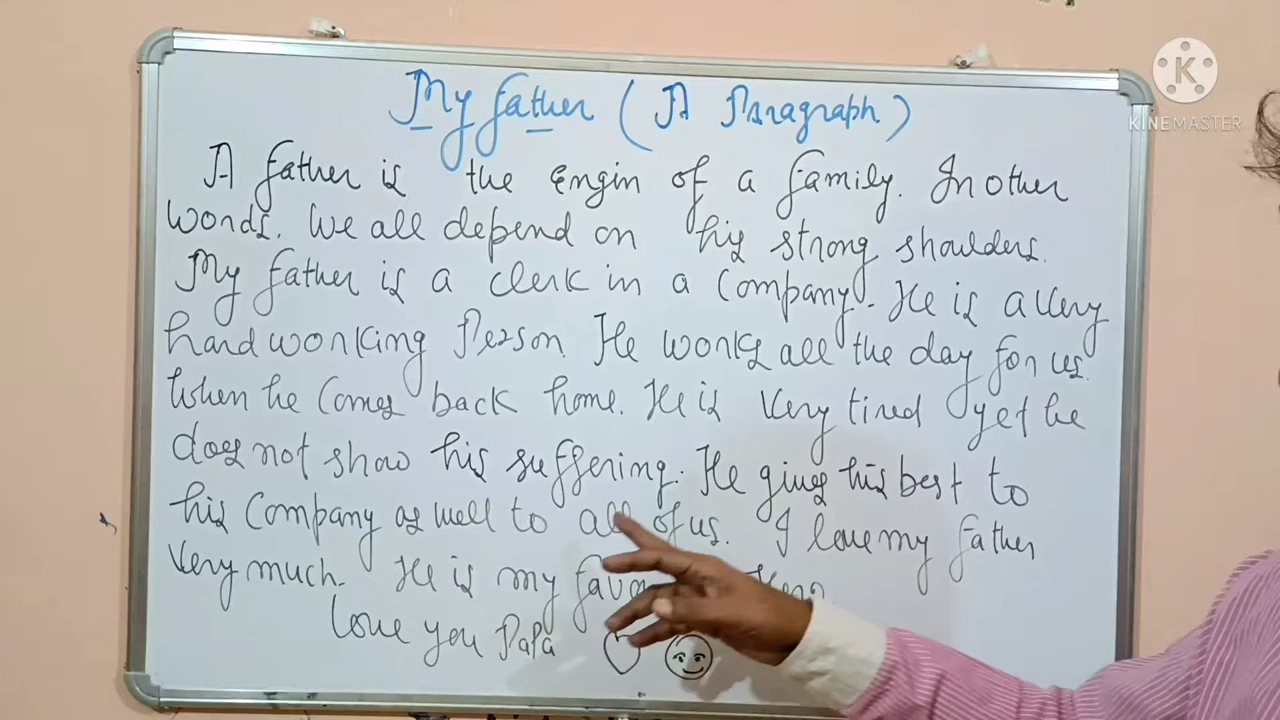 My father (A Paragraph)
A father is the Engin of a family. In other
words. We all depend on his strong shoulders.
My father is a clerk in a Company. He is a very
hard working Person. He works all the day for us.
When he Comes back home. He is very tired yet he
does not show his suffering. He gives his best to
his Company as well to all of us. I love my father
very much. He is my
love you Papa
K
KINEMASTER